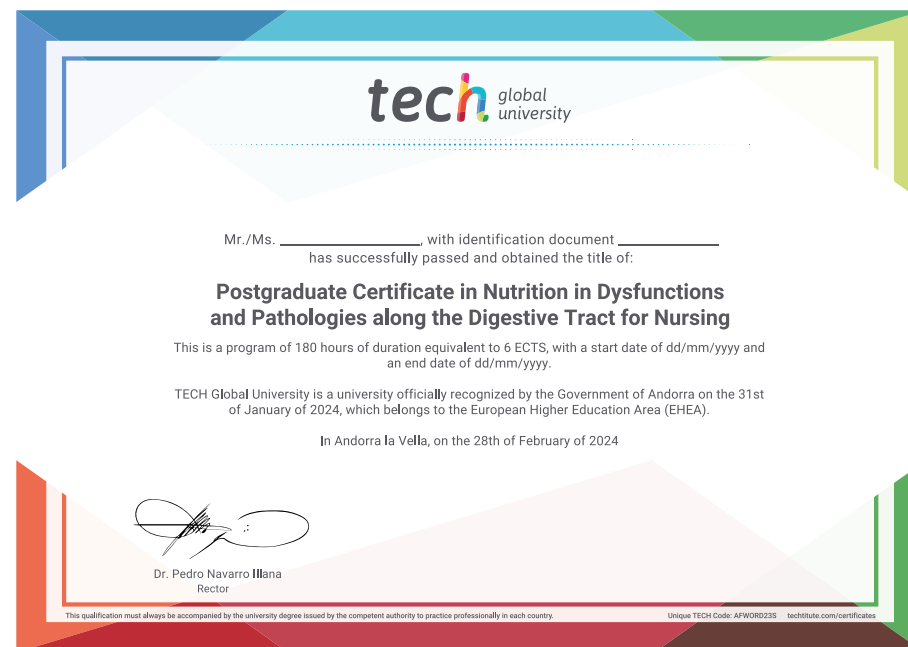 tech global
university
Mr./Ms. ____________, with identification document ____________
has successfully passed and obtained the title of:
Postgraduate Certificate in Nutrition in Dysfunctions
and Pathologies along the Digestive Tract for Nursing
This is a program of 180 hours of duration equivalent to 6 ECTS, with a start date of dd/mm/yyyy and
an end date of dd/mm/yyyy.
TECH Global University is a university officially recognized by the Government of Andorra on the 31st
of January of 2024, which belongs to the European Higher Education Area (EHEA).
In Andorra la Vella, on the 28th of February of 2024
Dr. Pedro Navarro Illana
Rector
This qualification must always be accompanied by the university degree issued by the competent authority to practice professionally in each country.
Unique TECH Code: AFWORD23S techtitute.com/certificates